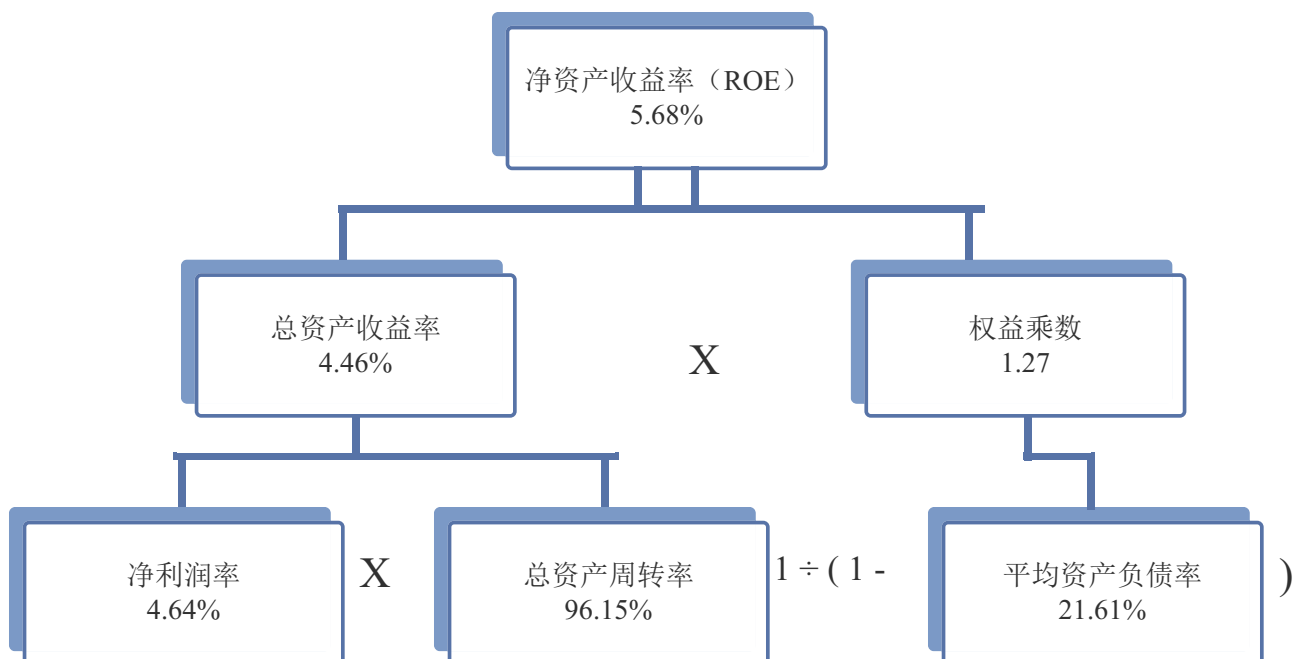 净资产收益率（ROE）
5.68%
总资产收益率
4.46%
X
权益乘数
1.27
净利润率
4.64%
X
总资产周转率
96.15%
1 ÷ ( 1 -
平均资产负债率
21.61%
)